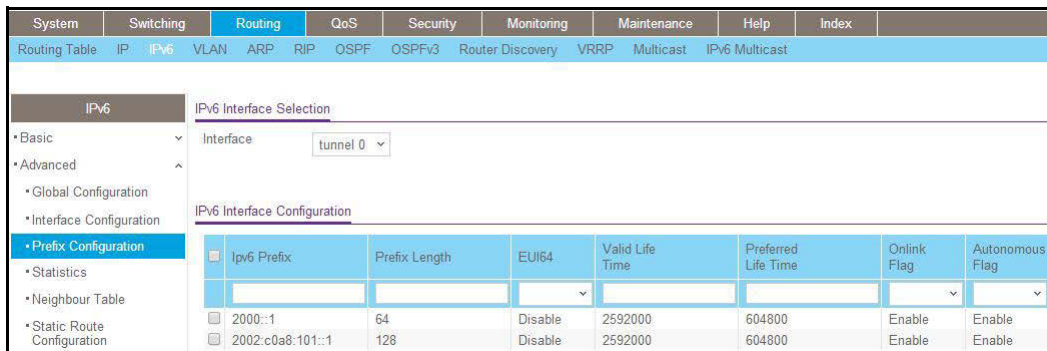 System Switching Routing QoS Security Monitoring Maintenance Help Index
Routing Table IP IPv6 VLAN ARP RIP OSPF OSPFv3 Router Discovery VRRP Multicast IPv6 Multicast
IPv6
Basic
Advanced
Global Configuration
Interface Configuration
Prefix Configuration
Statistics
Neighbour Table
Static Route
Configuration
IPv6 Interface Selection
Interface tunnel 0
IPv6 Interface Configuration
Ipv6 Prefix Prefix Length EUI64 Valid Life Time Preferred Life Time Onlink Flag Autonomous Flag
2000::1 64 Disable 2592000 604800 Enable Enable
2002:c0a8:101::1 128 Disable 2592000 604800 Enable Enable